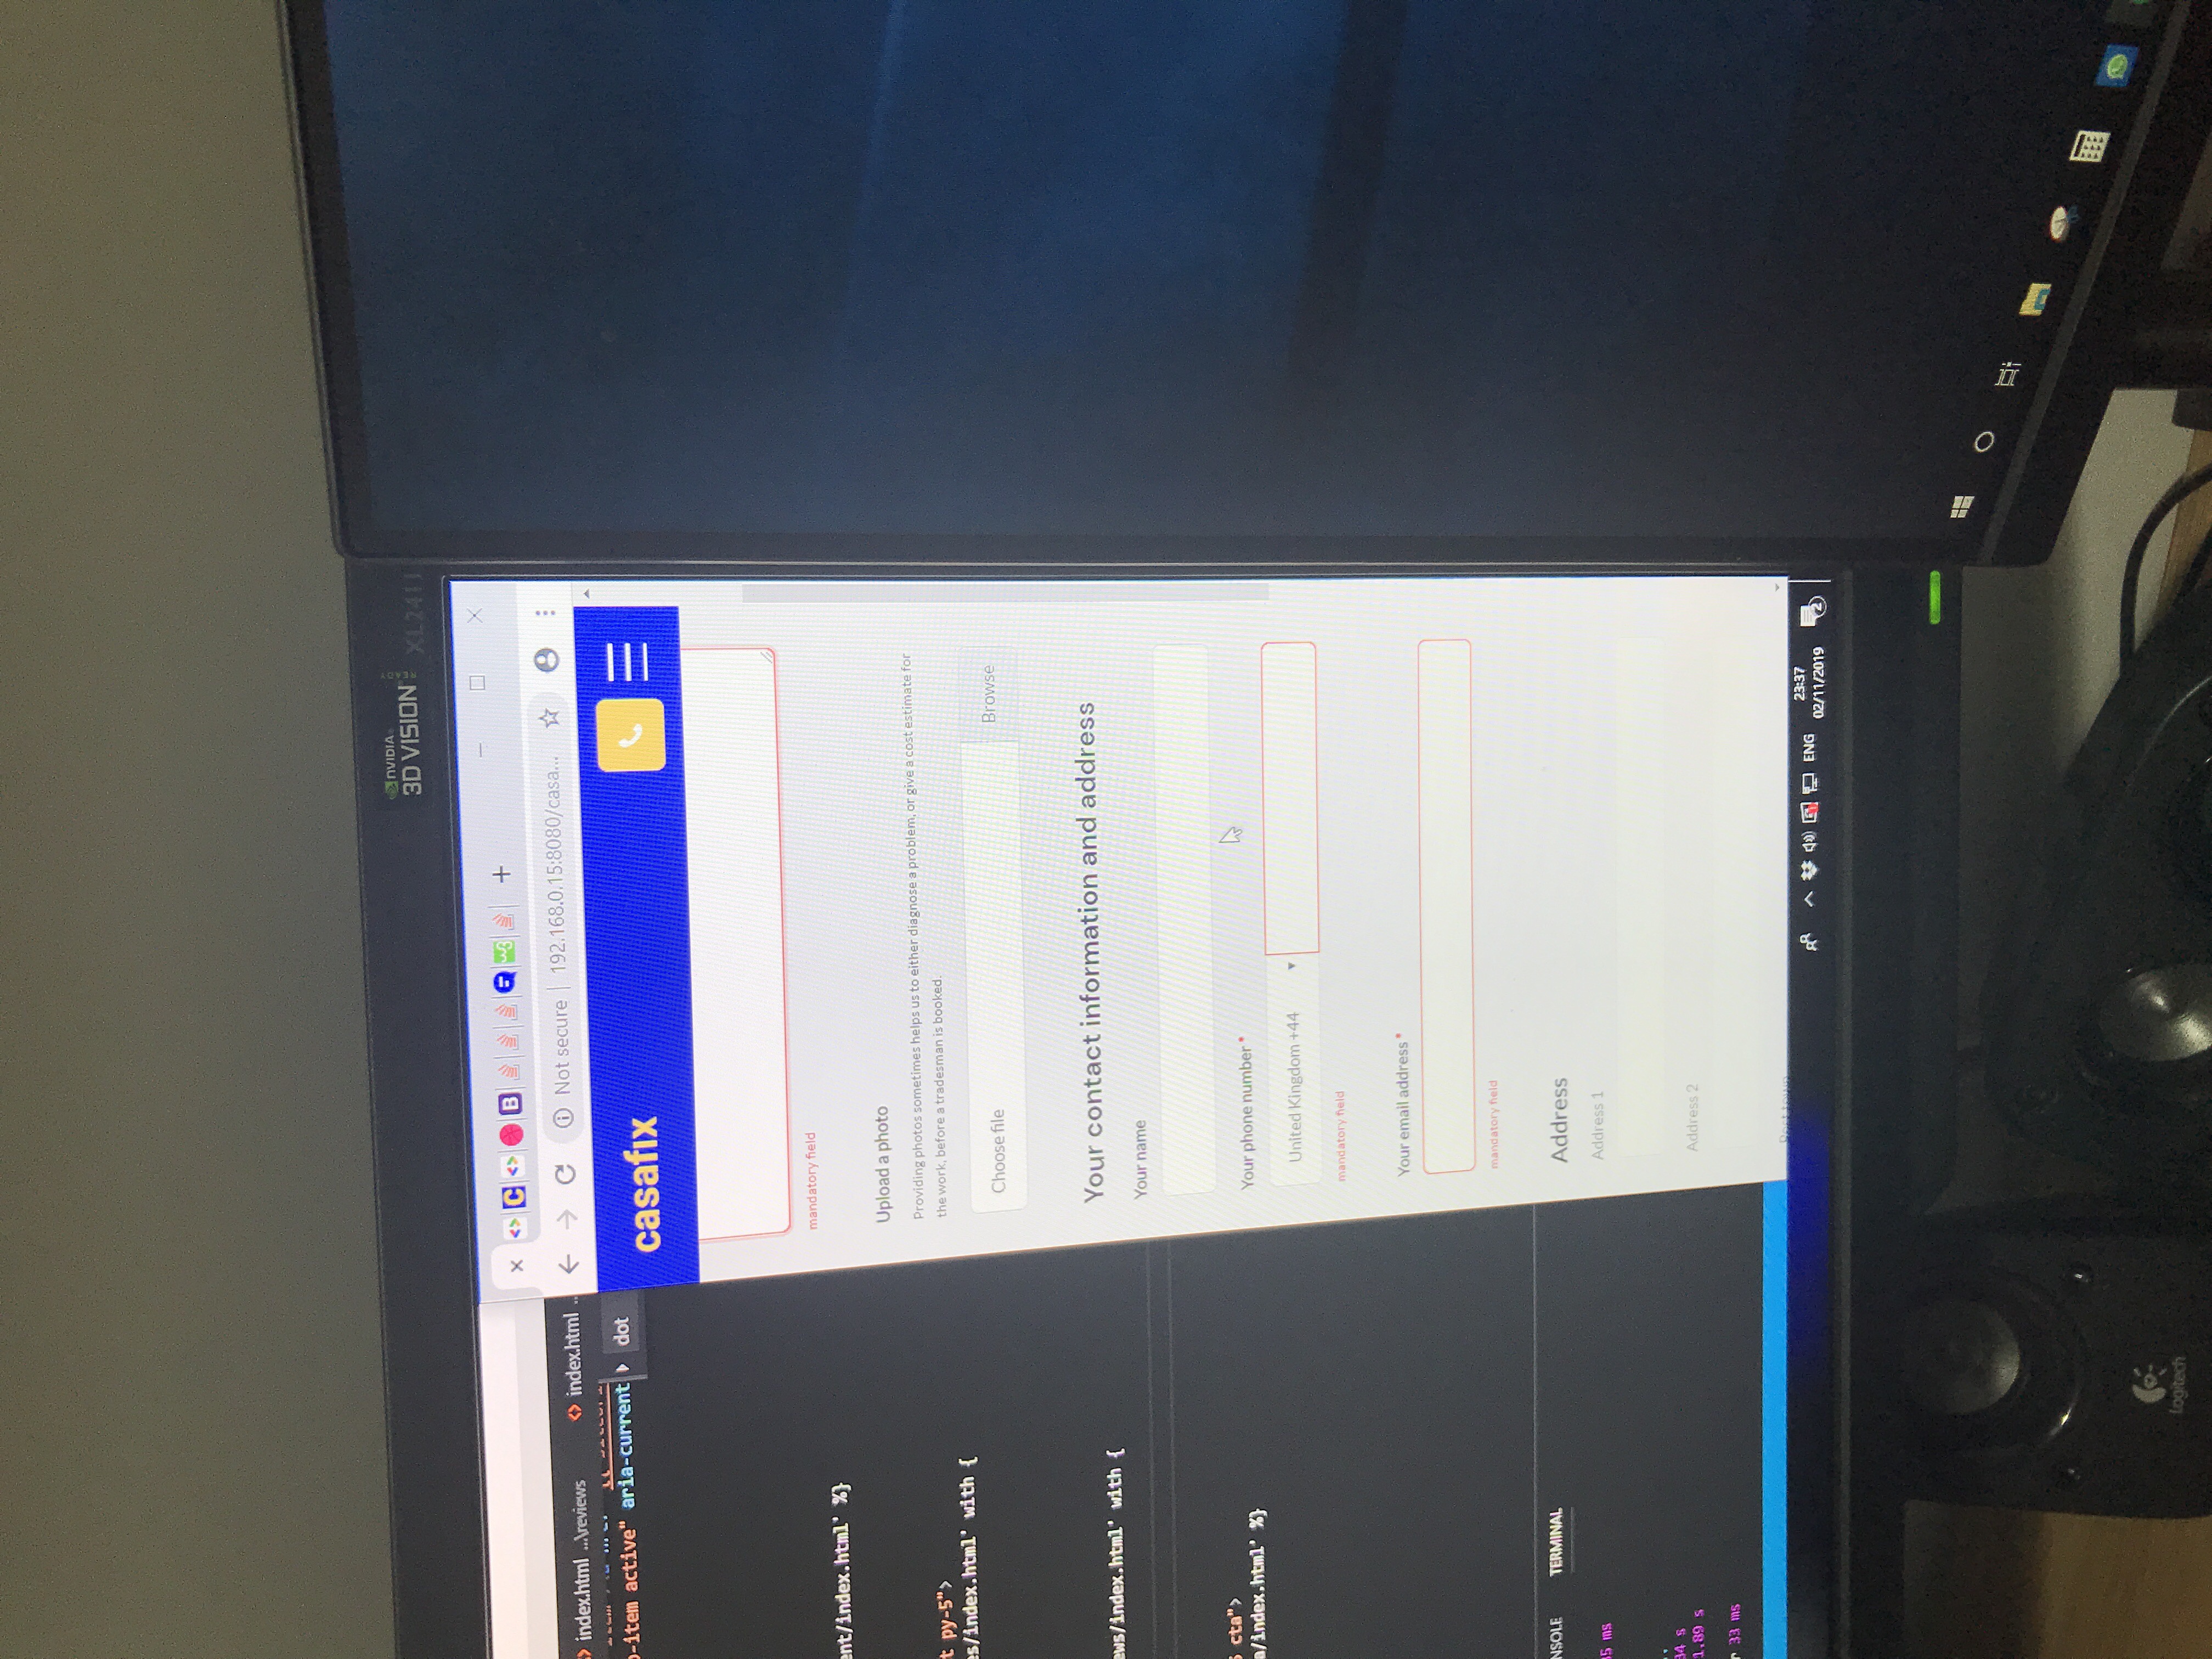 NVIDIA
3D VISION
READY
XL2411
Not secure | 192.168.0.15:8080/casa...
casafix
mandatory field
Upload a photo
Providing photos sometimes helps us to either diagnose a problem, or give a cost estimate for
the work, before a tradesman is booked.
Choose file
Browse
Your contact information and address
Your name
Your phone number *
United Kingdom +44
mandatory field
Your email address *
mandatory field
Address
Address 1
Address 2
index.html ...\reviews
index.html ...
-item active" aria-current
dot
ent/index.html' %}
t py-5">
es/index.html' with {
ews/index.html' with {
cta">
a/index.html' %}
NSOLE
TERMINAL
1.89 s
33 ms
ENG
23:37
02/11/2019
2
Logitech